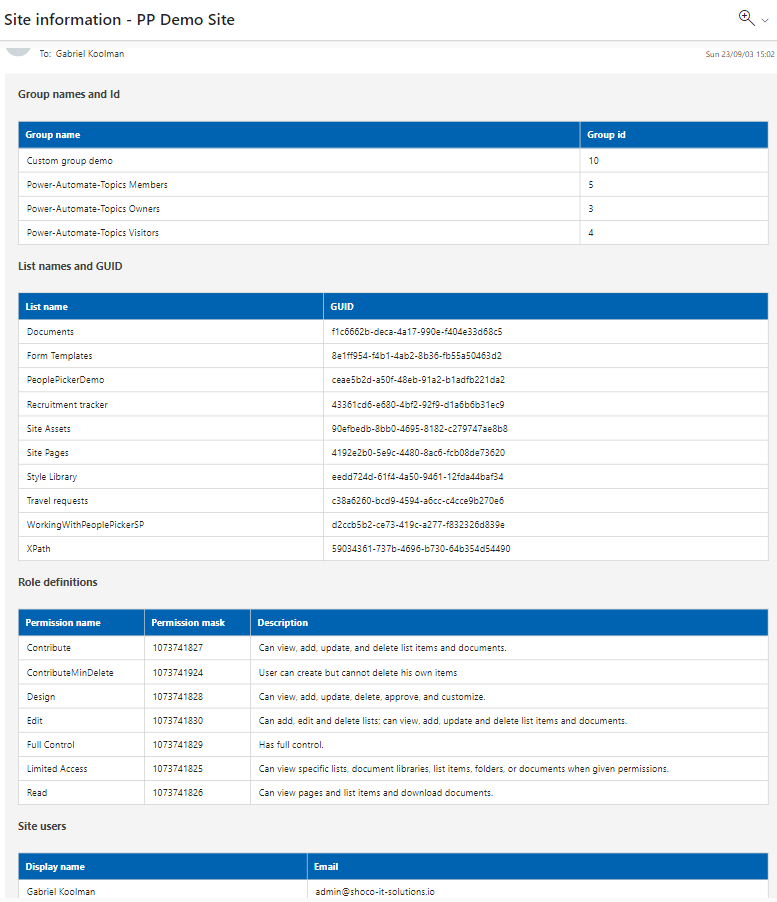 Site information - PP Demo Site
To: Gabriel Koolman
Sun 23/09/03 15:02
Group names and Id
Group name Group id
Custom group demo 10
Power-Automate-Topics Members 5
Power-Automate-Topics Owners 3
Power-Automate-Topics Visitors 4
List names and GUID
List name GUID
Documents f1c6662b-deca-4a17-990e-f404e33d68c5
Form Templates 8e1ff954-f4b1-4ab2-8b36-fb55a50463d2
PeoplePickerDemo ceae5b2d-a50f-48eb-91a2-b1adfb221da2
Recruitment tracker 43361cd6-e680-4bf2-92f9-d1a6b6b31ec9
Site Assets 90efbedb-8bb0-4695-8182-c279747ae8b8
Site Pages 4192e2b0-5e9c-4480-8ac6-fcb08de73620
Style Library eedd724d-61f4-4a50-9461-12fda44baf34
Travel requests c38a6260-bcd9-4594-a6cc-c4cce9b270e6
WorkingWithPeoplePickerSP d2ccb5b2-ce73-419c-a277-f832326d839e
XPath 59034361-737b-4696-b730-64b354d54490
Role definitions
Permission name Permission mask Description
Contribute 1073741827 Can view, add, update, and delete list items and documents.
ContributeMinDelete 1073741924 User can create but cannot delete his own items
Design 1073741828 Can view, add, update, delete, approve, and customize.
Edit 1073741830 Can add, edit and delete lists; can view, add, update and delete list items and documents.
Full Control 1073741829 Has full control.
Limited Access 1073741825 Can view specific lists, document libraries, list items, folders, or documents when given permissions.
Read 1073741826 Can view pages and list items and download documents.
Site users
Display name Email
Gabriel Koolman admin@shoco-it-solutions.io